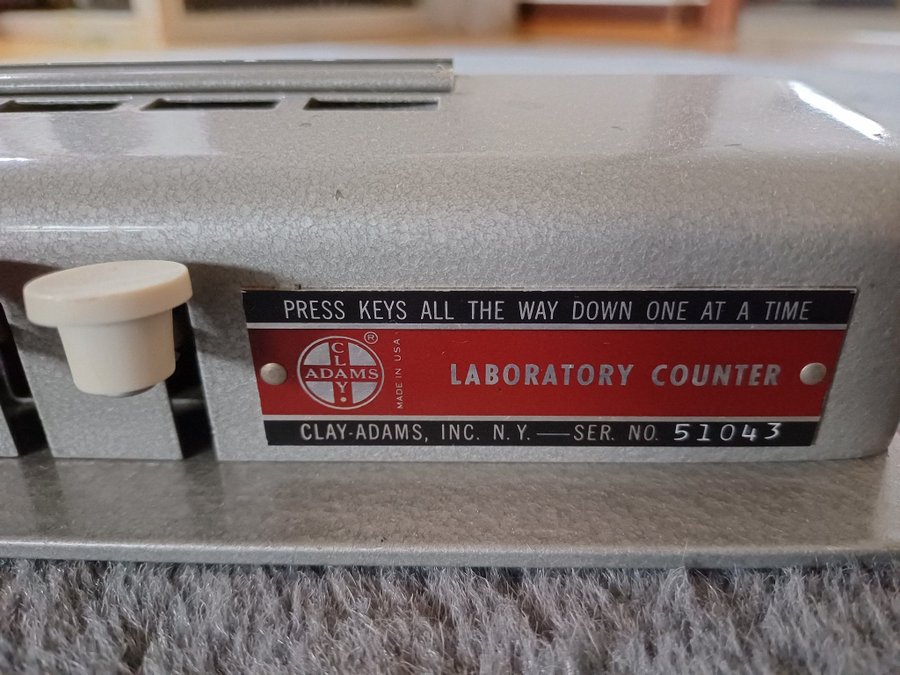 PRESS KEYS ALL THE WAY DOWN ONE AT A TIME
CLAY ADAMS ®
MADE IN USA
LABORATORY COUNTER
CLAY-ADAMS, INC. N.Y.—SER. NO. 51043